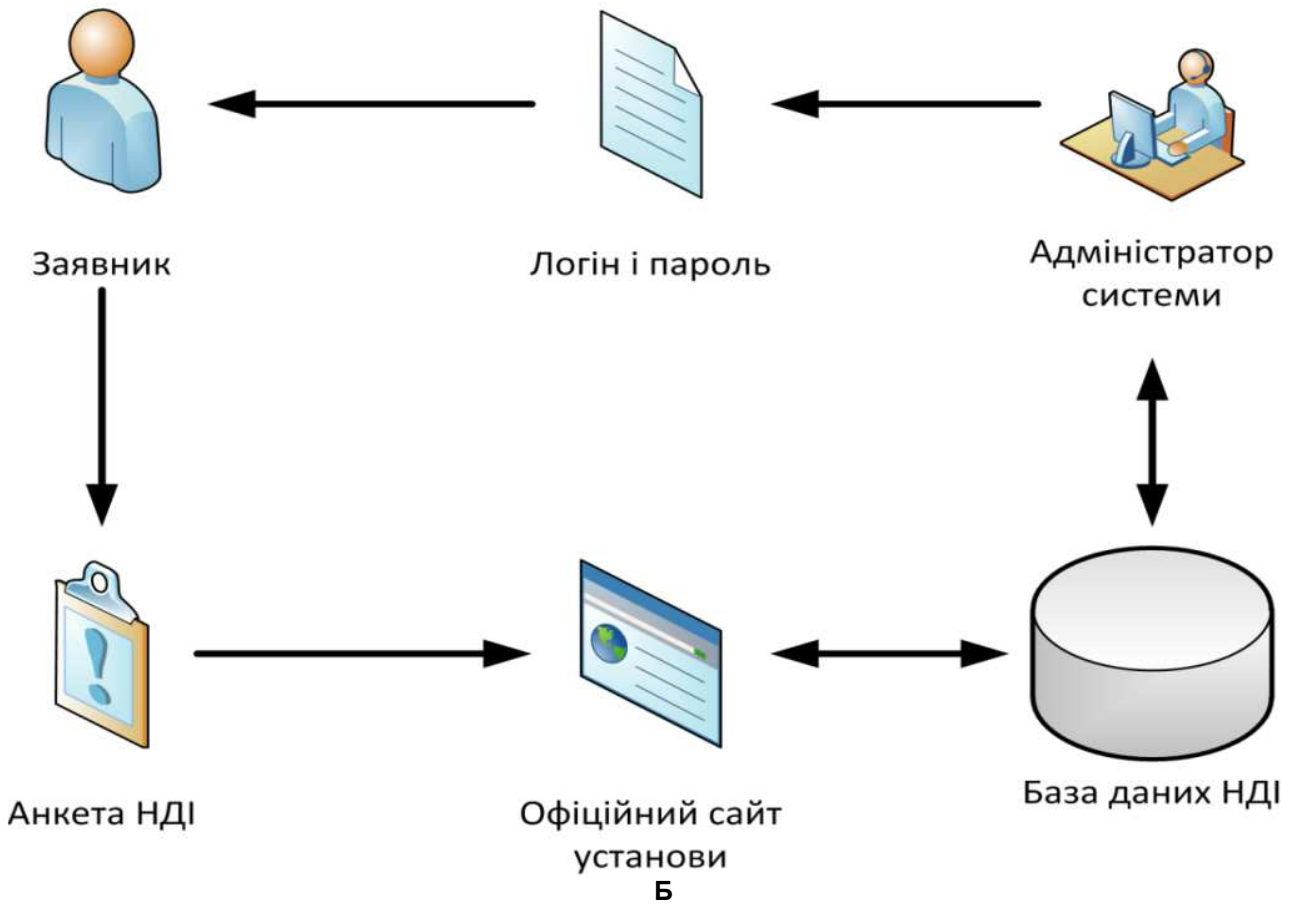 Заявник
Логін і пароль
Адміністратор
системи
Анкета НДІ
Офіційний сайт
установи
База даних НДІ
Б